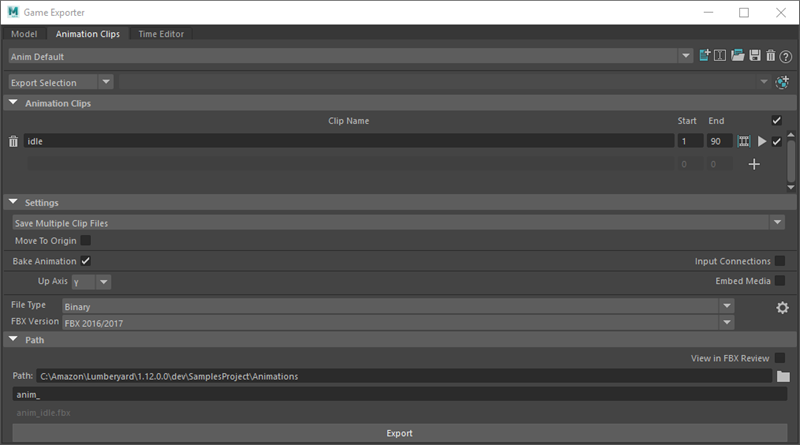 M Game Exporter
Model Animation Clips Time Editor
Anim Default
Export Selection
Animation Clips
Clip Name Start End
idle 1 90
0 0
Settings
Save Multiple Clip Files
Move To Origin
Bake Animation Input Connections
Up Axis y Embed Media
File Type Binary
FBX Version FBX 2016/2017
Path
View in FBX Review
Path: C:\Amazon\Lumberyard\1.12.0.0\dev\SamplesProject\Animations
anim_
anim_idle.fbx
Export